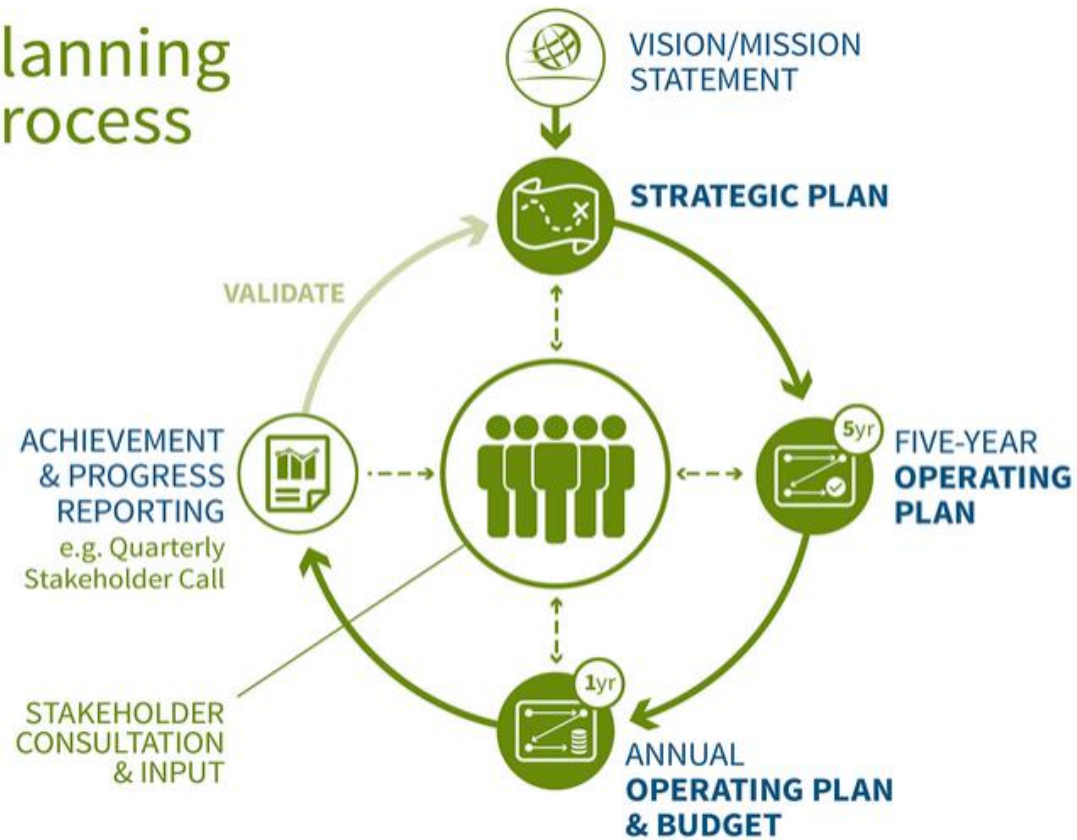 lanning
rocess
VISION/MISSION
STATEMENT
STRATEGIC PLAN
VALIDATE
5yr
FIVE-YEAR
OPERATING
PLAN
ACHIEVEMENT
& PROGRESS
REPORTING
e.g. Quarterly
Stakeholder Call
1yr
STAKEHOLDER
CONSULTATION
& INPUT
ANNUAL
OPERATING PLAN
& BUDGET